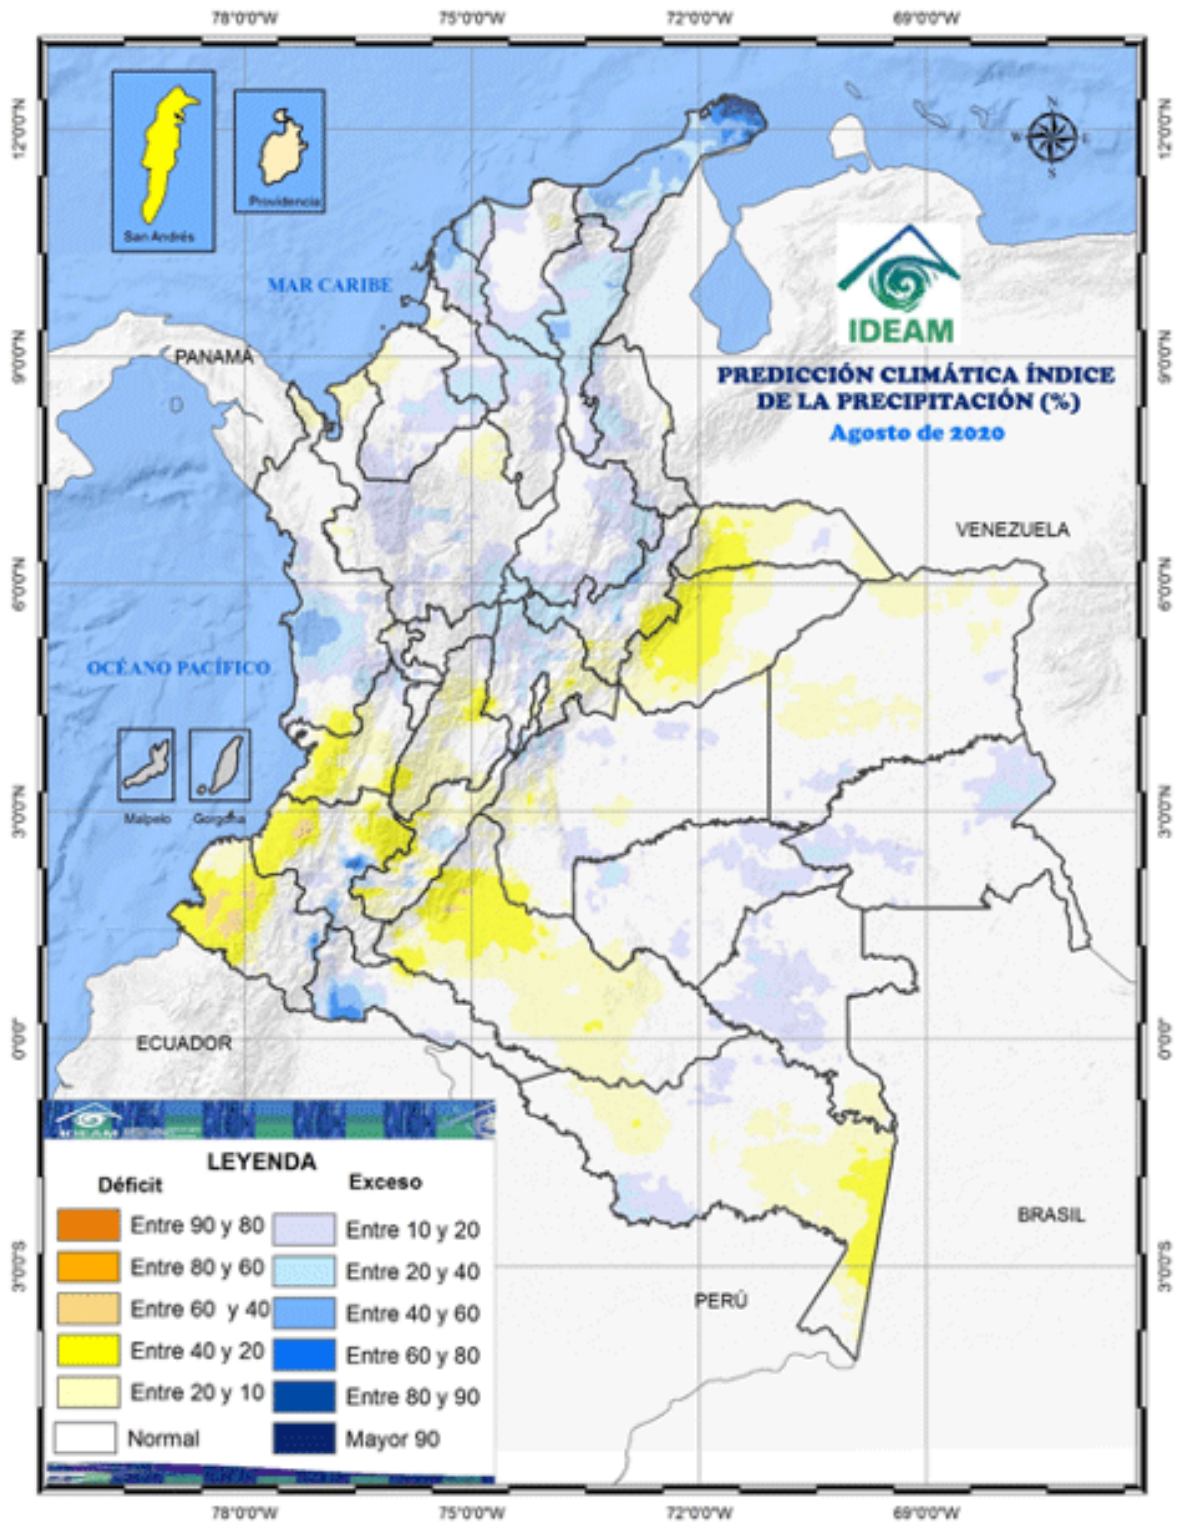 78°0'0"W 75°0'0"W 72°0'0"W 69°0'0"W
12°0'0"N
12°0'0"N
San Andrés
Providencia
N
W E
S
MAR CARIBE
IDEAM
9°0'0"N
9°0'0"N
PANAMÁ
PREDICCIÓN CLIMÁTICA ÍNDICE
DE LA PRECIPITACIÓN (%)
Agosto de 2020
VENEZUELA
6°0'0"N
6°0'0"N
OCÉANO PACÍFICO
Malpelo
Gorgona
3°0'0"N
3°0'0"N
ECUADOR
0°0'0"
0°0'0"
IDEAM
LEYENDA
Déficit
Exceso
Entre 90 y 80
Entre 10 y 20
Entre 80 y 60
Entre 20 y 40
Entre 60 y 40
Entre 40 y 60
Entre 40 y 20
Entre 60 y 80
Entre 20 y 10
Entre 80 y 90
Normal
Mayor 90
BRASIL
PERÚ
3°0'0"S
3°0'0"S
78°0'0"W 75°0'0"W 72°0'0"W 69°0'0"W